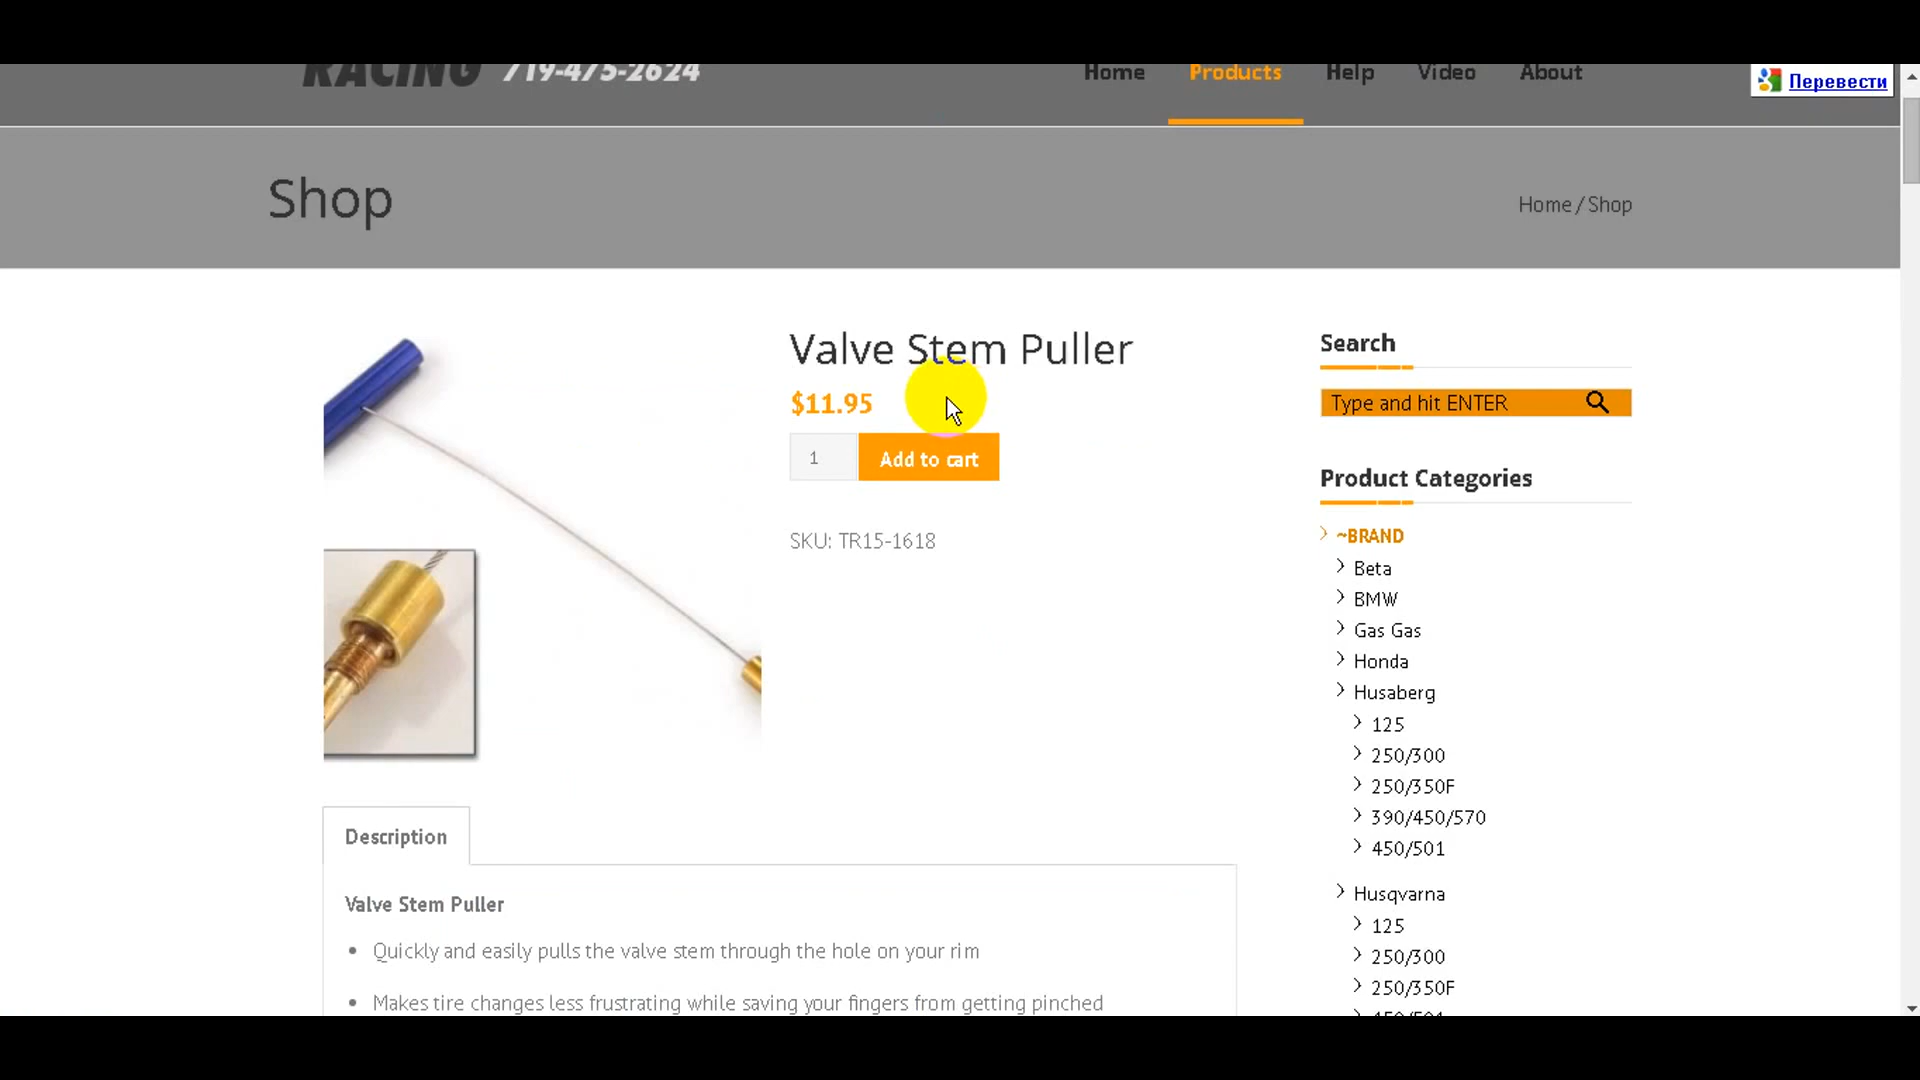 RACING 719-475-2624
Home Products Help Video About
Перевести
Shop
Home / Shop
Valve Stem Puller
$11.95
1 Add to cart
SKU: TR15-1618
Search
Type and hit ENTER
Product Categories
~BRAND
Beta
BMW
Gas Gas
Honda
Husaberg
125
250/300
250/350F
390/450/570
450/501
Husqvarna
125
250/300
250/350F
450/501
Description
Valve Stem Puller
Quickly and easily pulls the valve stem through the hole on your rim
Makes tire changes less frustrating while saving your fingers from getting pinched